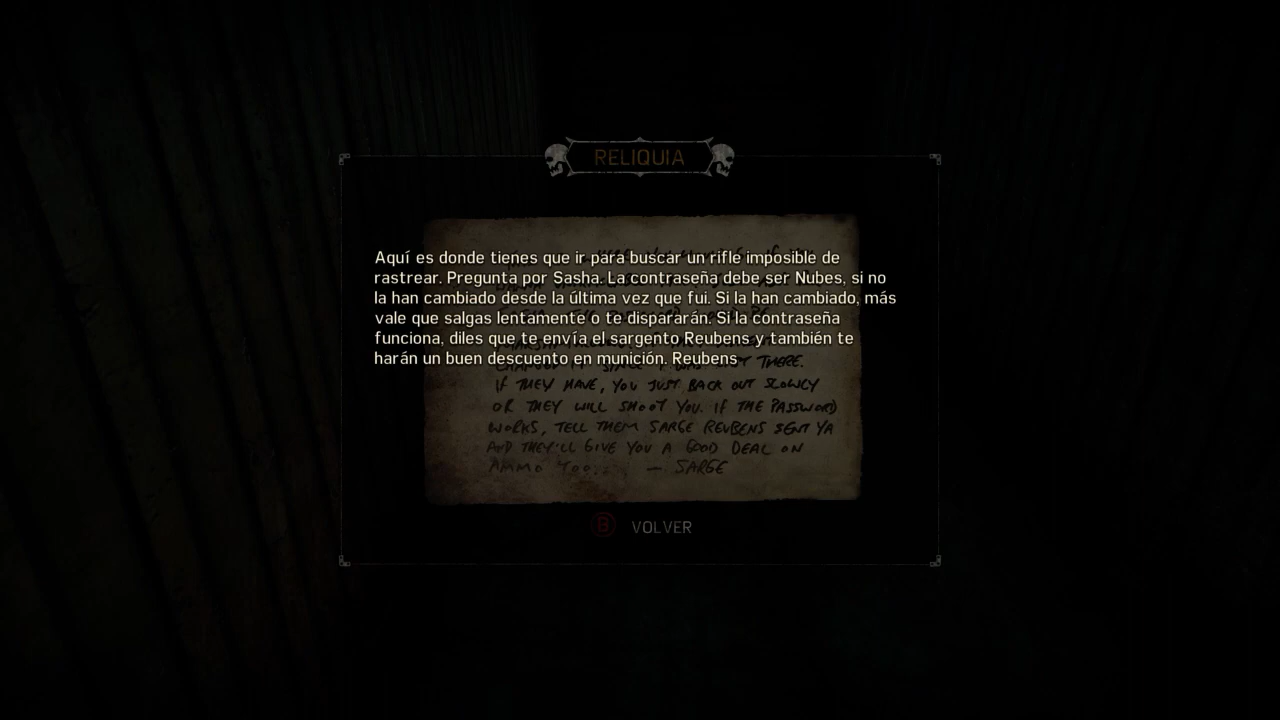 RELIQUIA
Aquí es donde tienes que ir para buscar un rifle imposible de
rastrear. Pregunta por Sasha. La contraseña debe ser Nubes, si no
la han cambiado desde la última vez que fui. Si la han cambiado, más
vale que salgas lentamente o te dispararán. Si la contraseña
funciona, diles que te envía el sargento Reubens y también te
harán un buen descuento en munición. Reubens
THERE.
IF THEY HAVE, YOU JUST BACK OUT SLOWLY
OR THEY WILL SHOOT YOU. IF THE PASSWORD
WORKS, TELL THEM SARGE REUBENS SENT YA
AND THEY'LL GIVE YOU A GOOD DEAL ON
AMMO TOO. — SARGE
B VOLVER